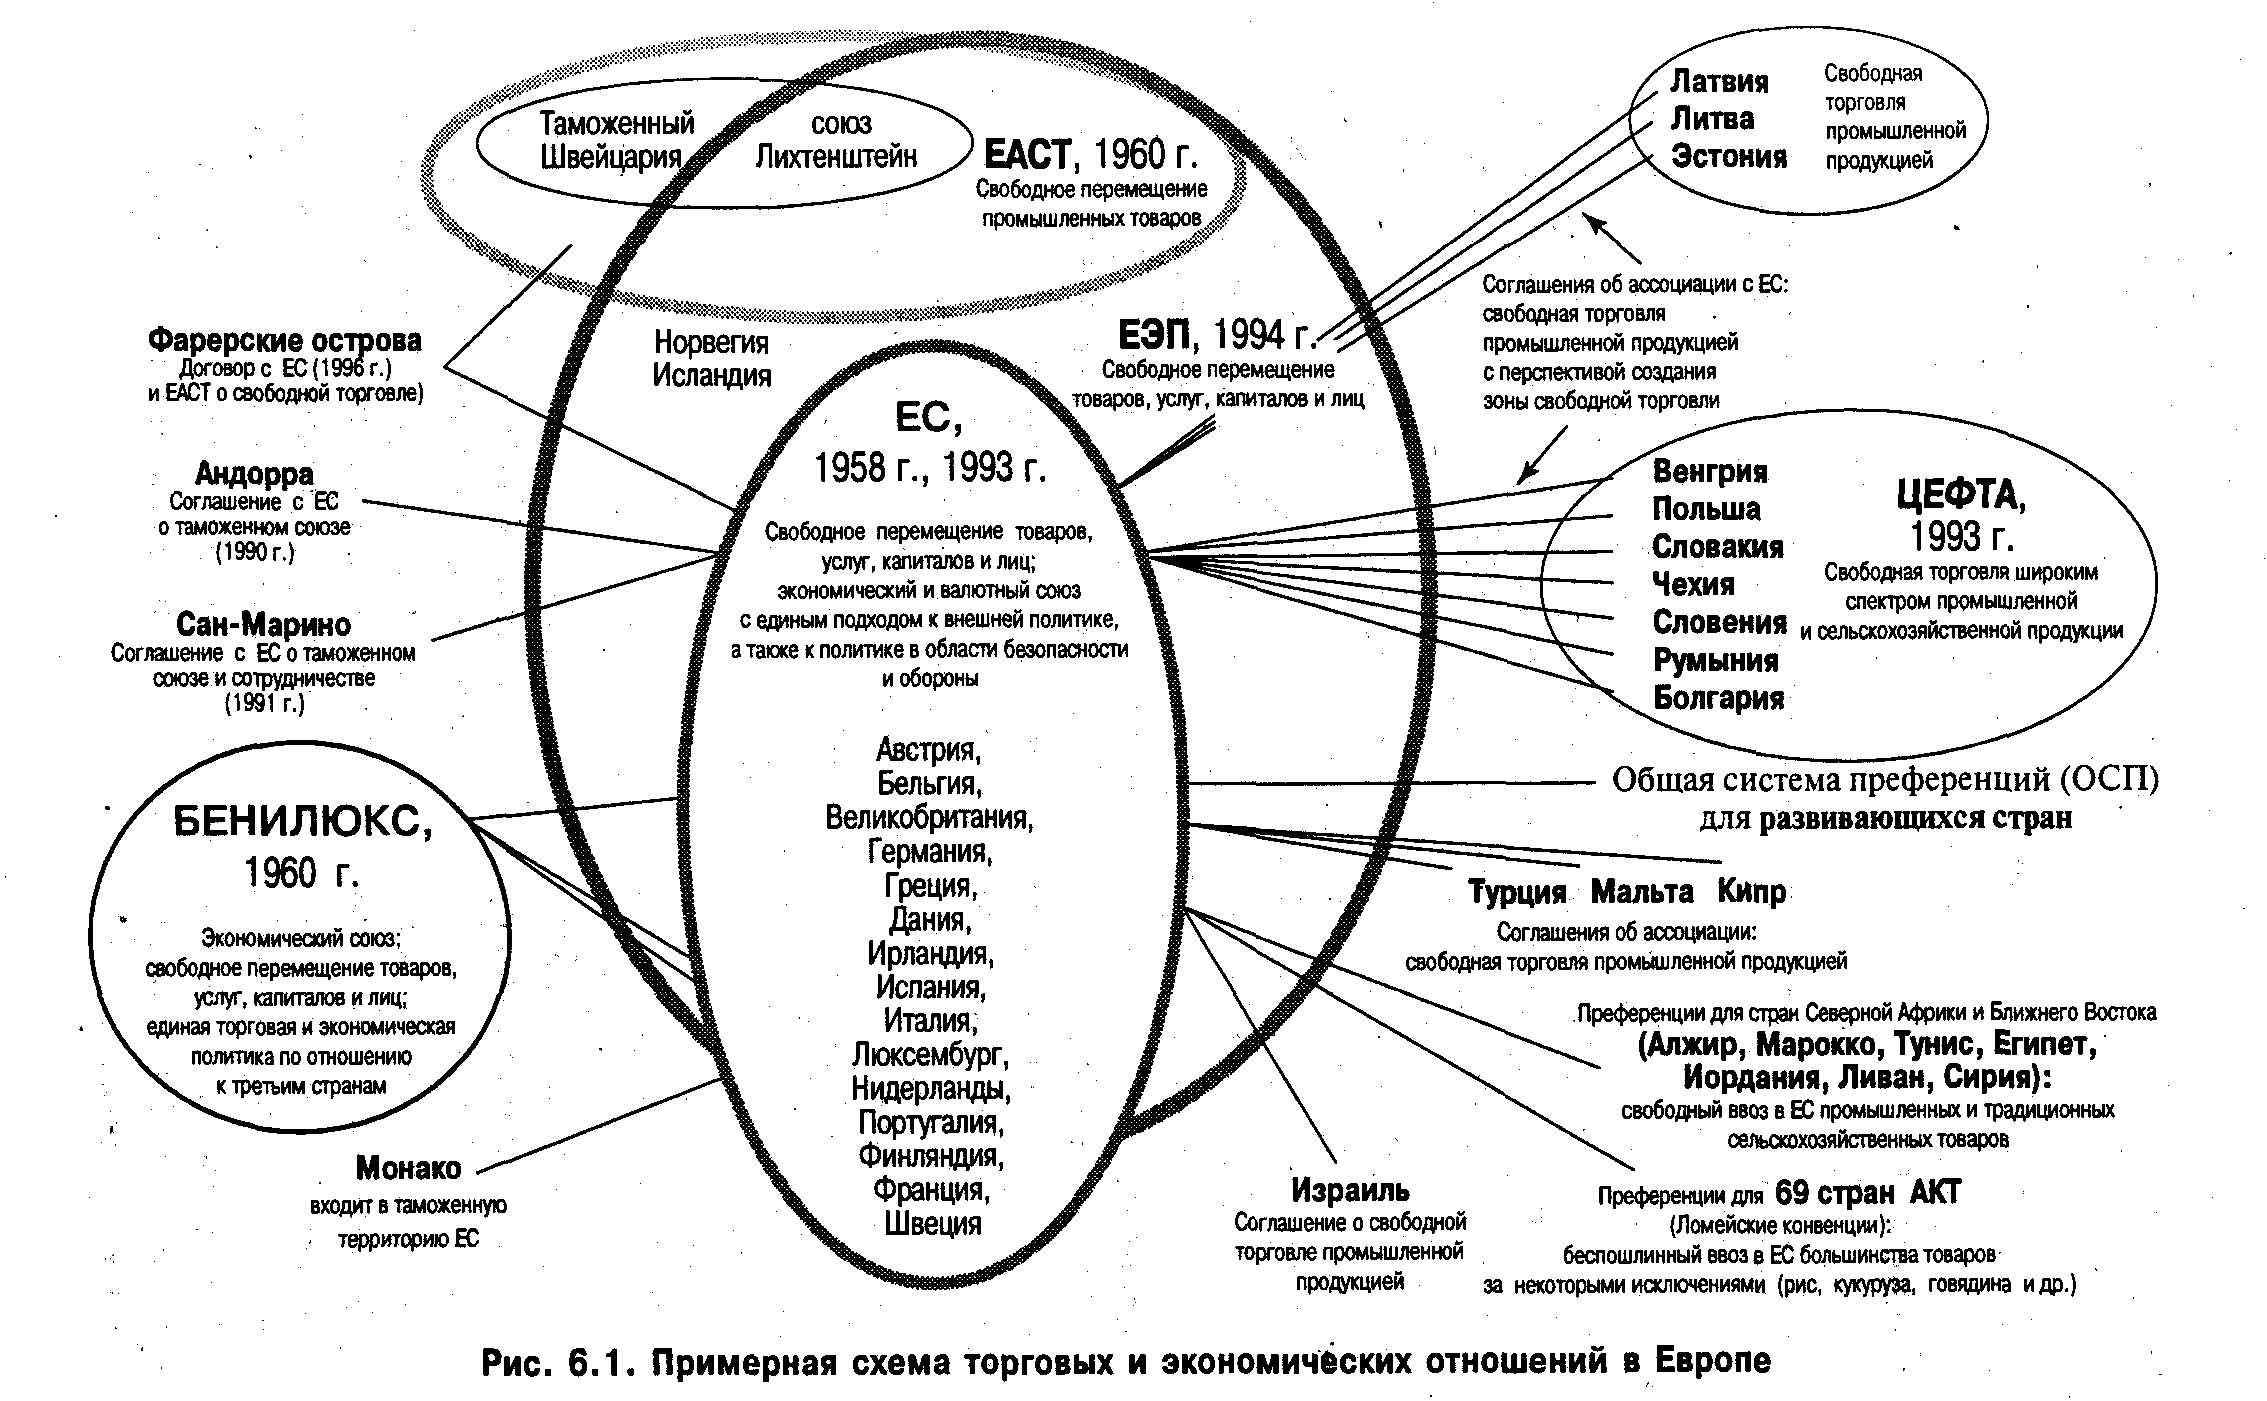 Таможенный союз
Швейцария Лихтенштейн
ЕАСТ, 1960 г.
Свободное перемещение
промышленных товаров
Латвия
Литва
Эстония
Свободная
торговля
промышленной
продукцией
Соглашения об ассоциации с ЕС:
свободная торговля
промышленной продукцией
с перспективой создания
зоны свободной торговли
Фарерские острова
Договор с ЕС (1996 г.)
и ЕАСТ о свободной торговле)
Норвегия
Исландия
ЕЭП, 1994 г.
Свободное перемещение
товаров, услуг, капиталов и лиц
Андорра
Соглашение с ЕС
о таможенном союзе
(1990 г.)
Сан-Марино
Соглашение с ЕС о таможенном
союзе и сотрудничестве
(1991 г.)
ЕС,
1958 г., 1993 г.
Свободное перемещение товаров,
услуг, капиталов и лиц;
экономический и валютный союз
с единым подходом к внешней политике,
а также к политике в области безопасности
и обороны
Австрия,
Бельгия,
Великобритания,
Германия,
Греция,
Дания,
Ирландия,
Испания,
Италия,
Люксембург,
Нидерланды,
Португалия,
Финляндия,
Франция,
Швеция
Венгрия
Польша
Словакия
Чехия
Словения
Румыния
Болгария
ЦЕФТА,
1993 г.
Свободная торговля широким
спектром промышленной
и сельскохозяйственной продукции
БЕНИЛЮКС,
1960 г.
Экономический союз;
свободное перемещение товаров,
услуг, капиталов и лиц;
единая торговая и экономическая
политика по отношению
к третьим странам
Монако
входит в таможенную
территорию ЕС
Общая система преференций (ОСП)
для развивающихся стран
Турция Мальта Кипр
Соглашения об ассоциации:
свободная торговля промышленной продукцией
Преференции для стран Северной Африки и Ближнего Востока
(Алжир, Марокко, Тунис, Египет,
Иордания, Ливан, Сирия):
свободный ввоз в ЕС промышленных и традиционных
сельскохозяйственных товаров
Израиль
Соглашение о свободной
торговле промышленной
продукцией
Преференции для 69 стран АКТ
(Ломейские конвенции):
беспошлинный ввоз в ЕС большинства товаров
за некоторыми исключениями (рис, кукуруза, говядина и др.)
Рис. 6.1. Примерная схема торговых и экономических отношений в Европе